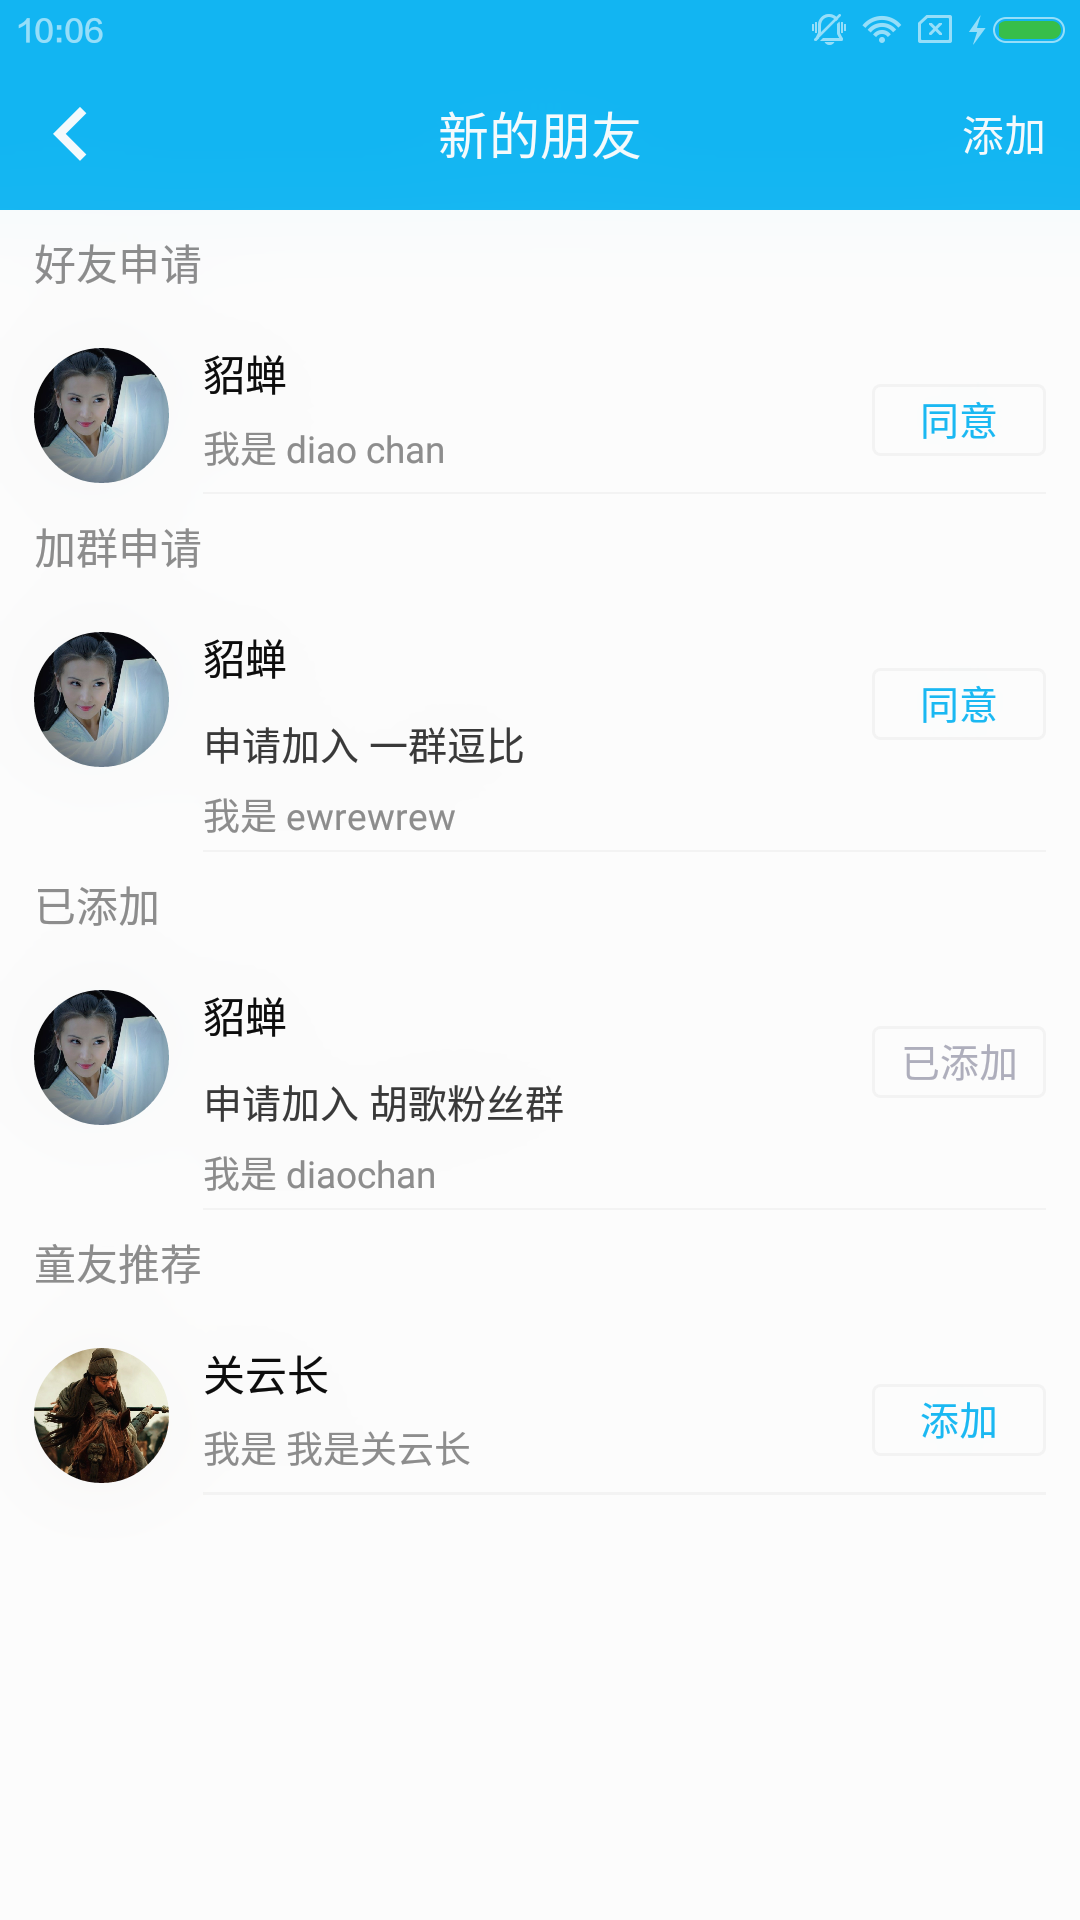 10:06
新的朋友
添加
好友申请
貂蝉
我是 diao chan
同意
加群申请
貂蝉
申请加入 一群逗比
我是 ewrewrew
同意
已添加
貂蝉
申请加入 胡歌粉丝群
我是 diaochan
已添加
童友推荐
关云长
我是 我是关云长
添加